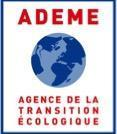 ADEME
AGENCE DE LA
TRANSITION
ÉCOLOGIQUE